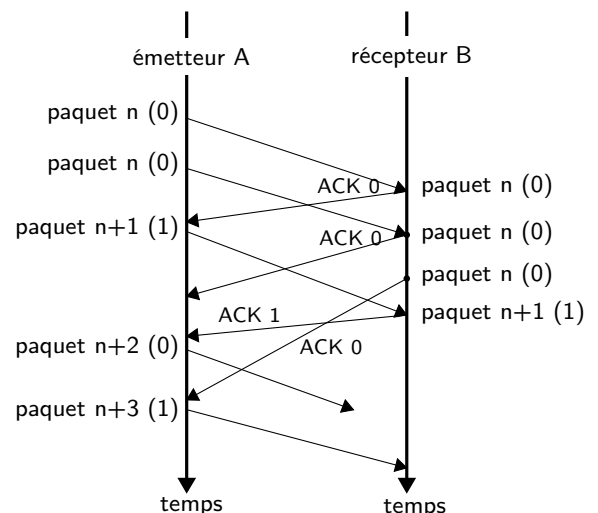 émetteur A
récepteur B
paquet n (0)
paquet n (0)
ACK 0
paquet n (0)
paquet n+1 (1)
ACK 0
paquet n (0)
paquet n (0)
ACK 1
paquet n+1 (1)
paquet n+2 (0)
ACK 0
paquet n+3 (1)
temps
temps